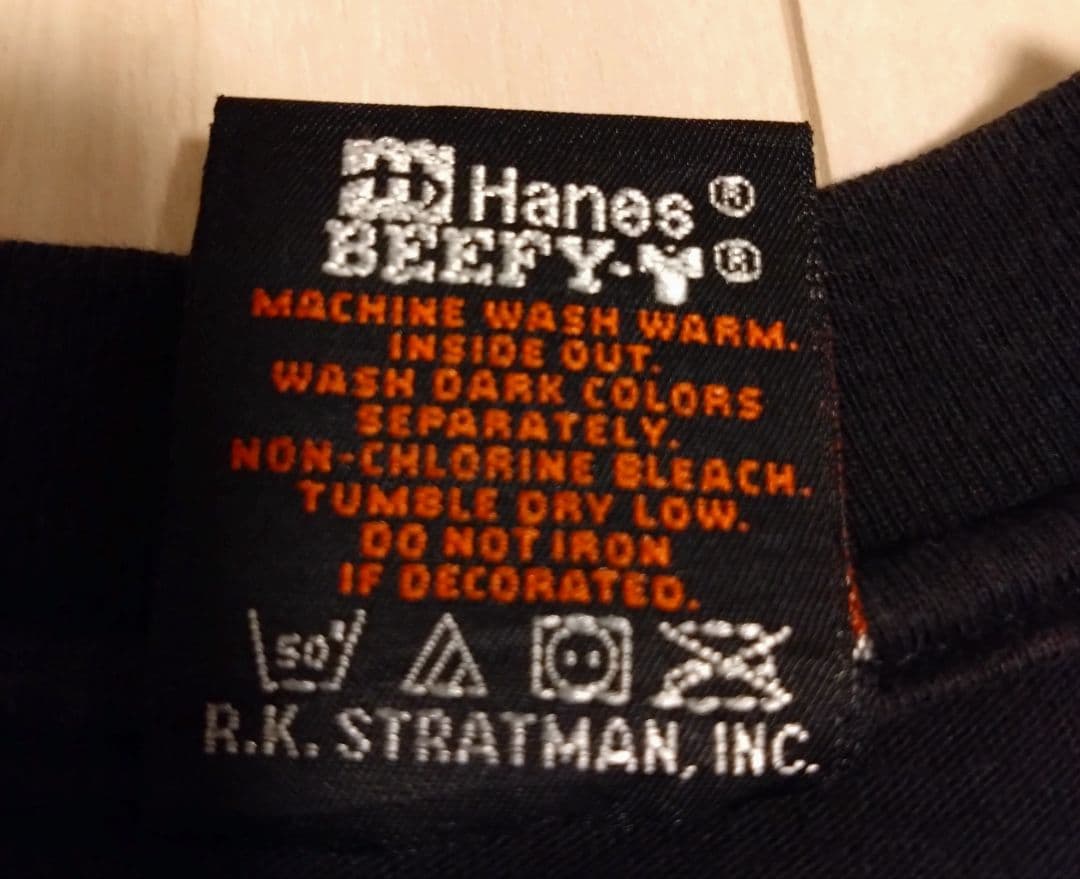 Hanes®
BEEFY-T®
MACHINE WASH WARM.
INSIDE OUT.
WASH DARK COLORS
SEPARATELY.
NON-CHLORINE BLEACH.
TUMBLE DRY LOW.
DO NOT IRON
IF DECORATED.
50°
R.K. STRATMAN, INC.